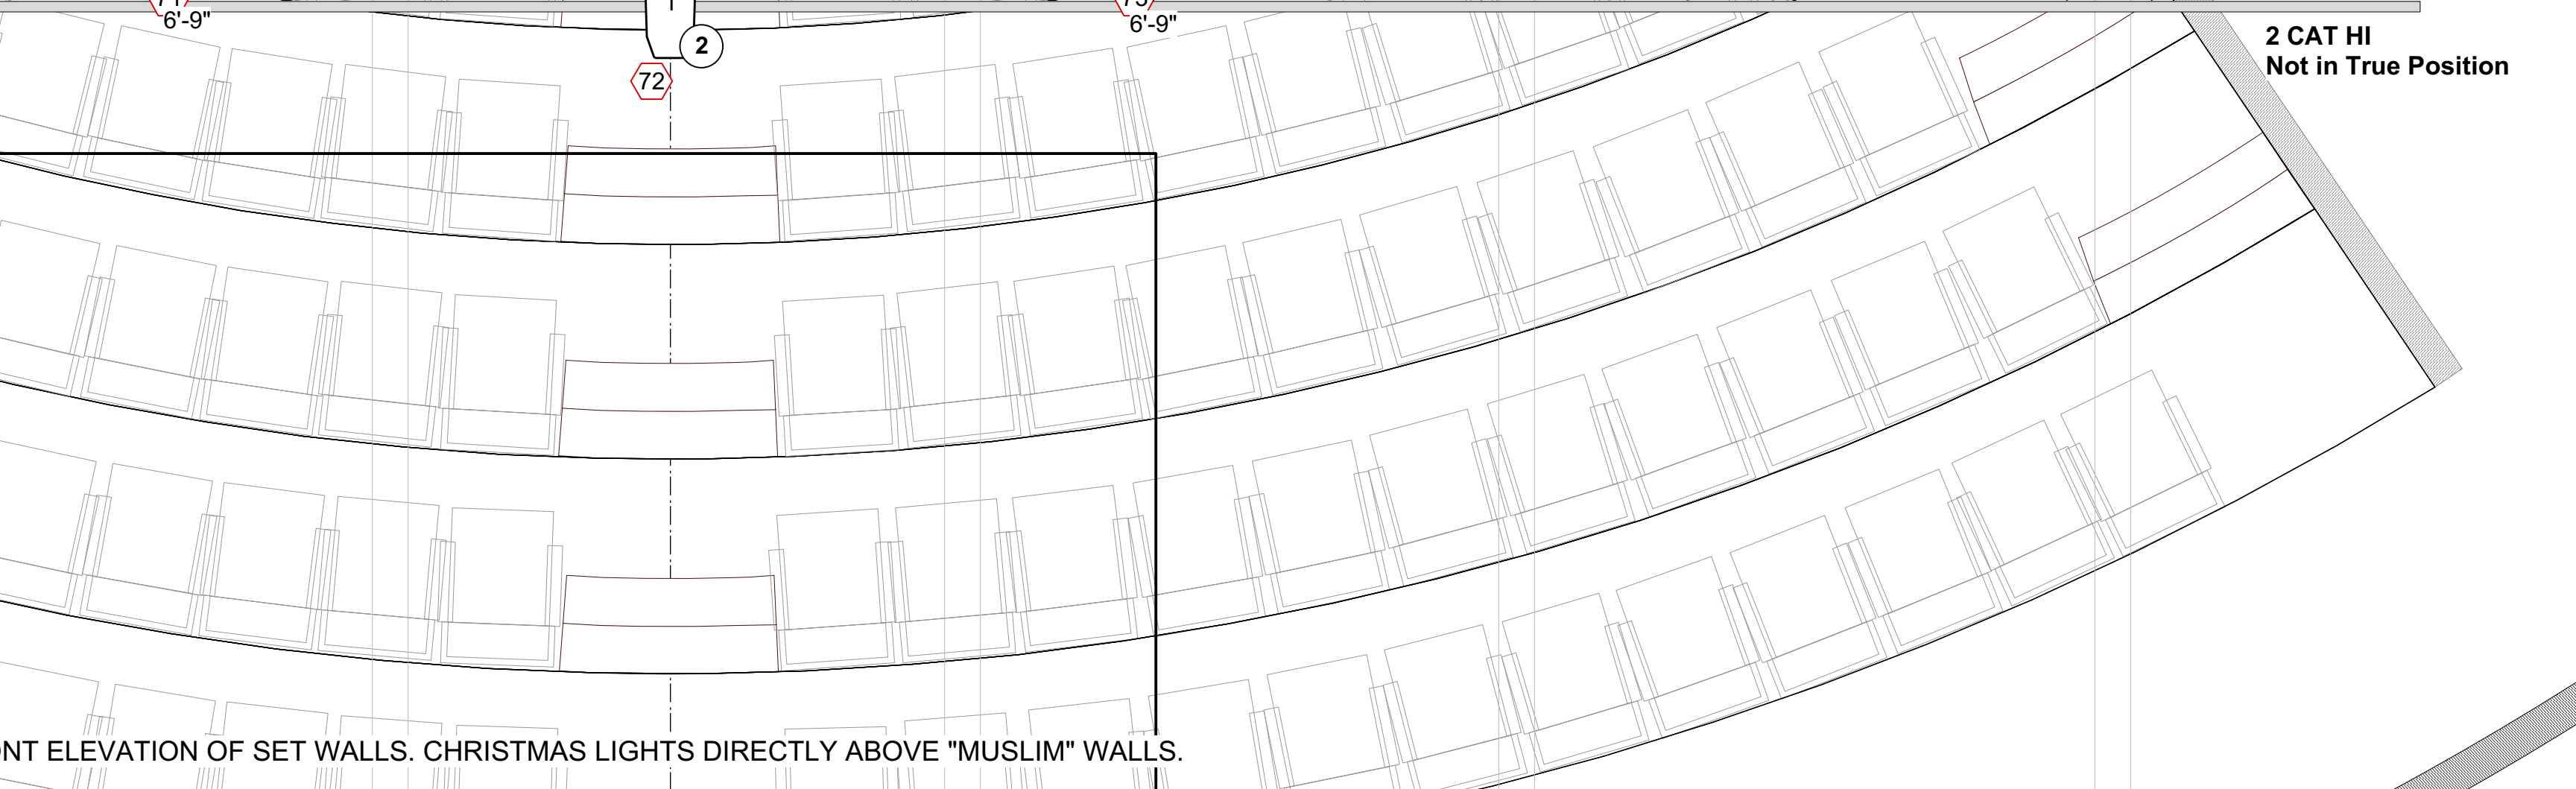 6'-9"
2
72
6'-9"
2 CAT HI
Not in True Position
ELEVATION OF SET WALLS. CHRISTMAS LIGHTS DIRECTLY ABOVE "MUSLIM" WALLS.